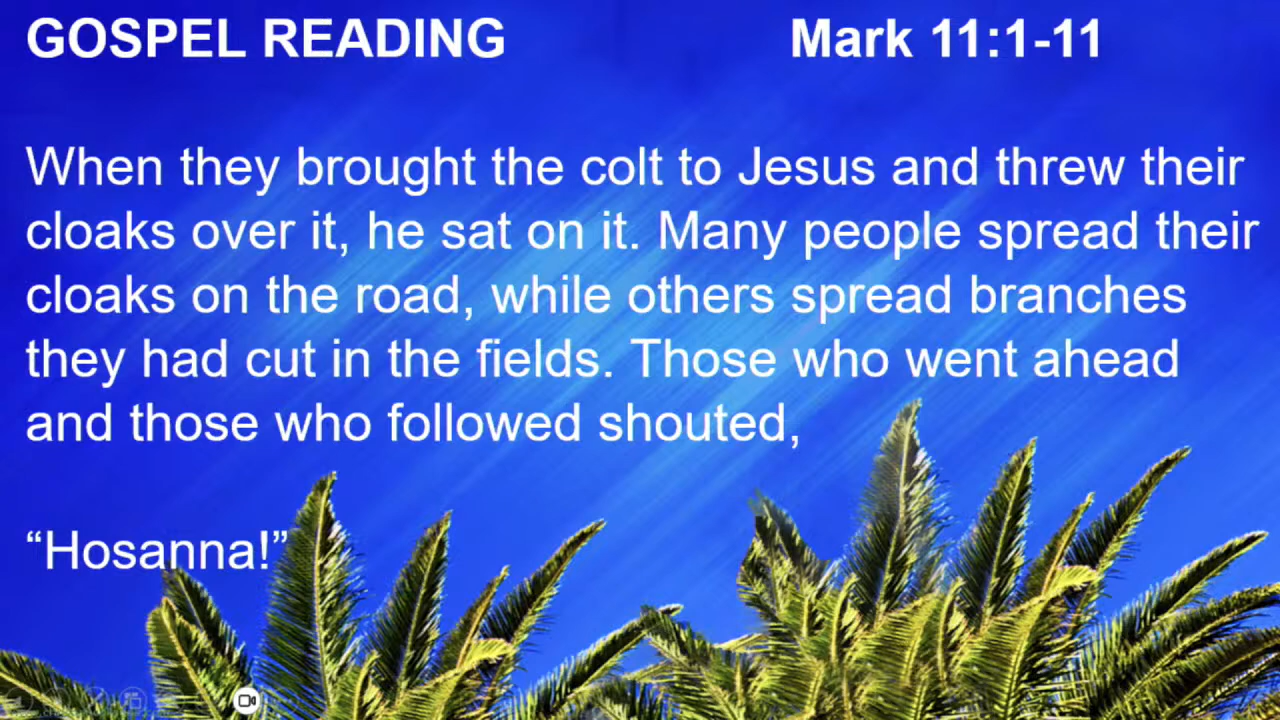 GOSPEL READING Mark 11:1-11
When they brought the colt to Jesus and threw their
cloaks over it, he sat on it. Many people spread their
cloaks on the road, while others spread branches
they had cut in the fields. Those who went ahead
and those who followed shouted,
“Hosanna!”